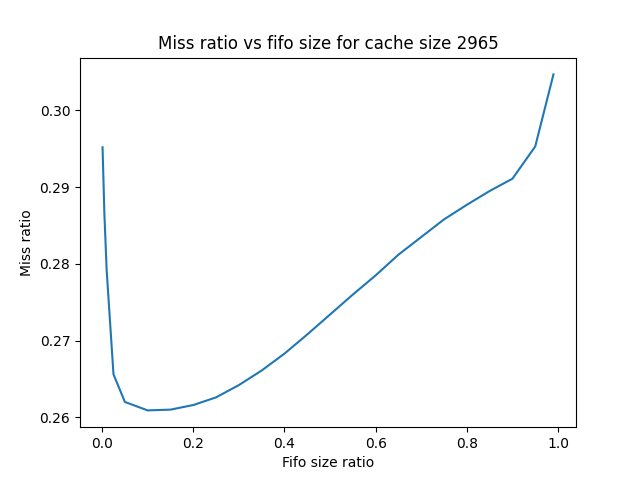 Miss ratio vs fifo size for cache size 2965
0.30
0.29
0.28
0.27
0.26
Miss ratio
0.0 0.2 0.4 0.6 0.8 1.0
Fifo size ratio